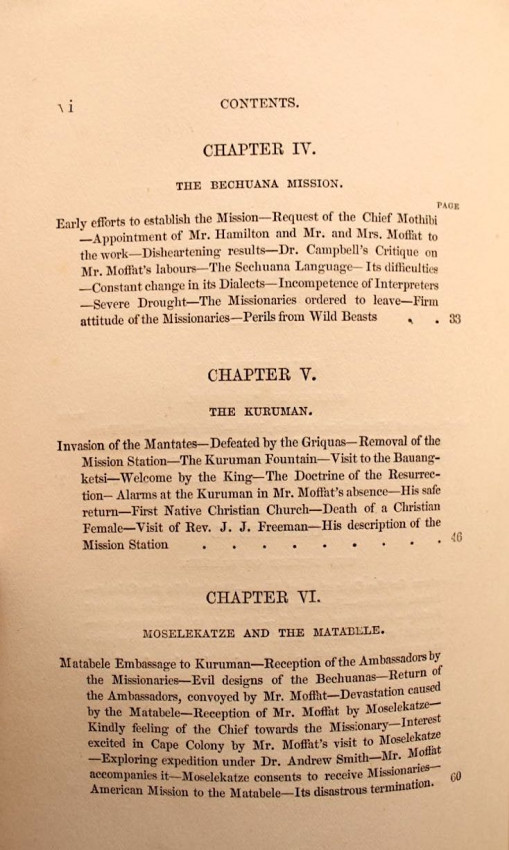 vi CONTENTS.
CHAPTER IV.
THE BECHUANA MISSION.
PAGE
Early efforts to establish the Mission—Request of the Chief Mothibi
—Appointment of Mr. Hamilton and Mr. and Mrs. Moffat to
the work—Disheartening results—Dr. Campbell's Critique on
Mr. Moffat's labours—The Sechuana Language—Its difficulties
—Constant change in its Dialects—Incompetence of Interpreters
—Severe Drought—The Missionaries ordered to leave—Firm
attitude of the Missionaries—Perils from Wild Beasts . . 33
CHAPTER V.
THE KURUMAN.
Invasion of the Mantates—Defeated by the Griquas—Removal of the
Mission Station—The Kuruman Fountain—Visit to the Bauang-
ketsi—Welcome by the King—The Doctrine of the Resurrec-
tion—Alarms at the Kuruman in Mr. Moffat's absence—His safe
return—First Native Christian Church—Death of a Christian
Female—Visit of Rev. J. J. Freeman—His description of the
Mission Station . . . . . . . . . 46
CHAPTER VI.
MOSELEKATZE AND THE MATABELE.
Matabele Embassage to Kuruman—Reception of the Ambassadors by
the Missionaries—Evil designs of the Bechuanas—Return of
the Ambassadors, convoyed by Mr. Moffat—Devastation caused
by the Matabele—Reception of Mr. Moffat by Moselekatze—
Kindly feeling of the Chief towards the Missionary—Interest
excited in Cape Colony by Mr. Moffat's visit to Moselekatze
—Exploring expedition under Dr. Andrew Smith—Mr. Moffat
accompanies it—Moselekatze consents to receive Missionaries—
American Mission to the Matabele—Its disastrous termination. 60